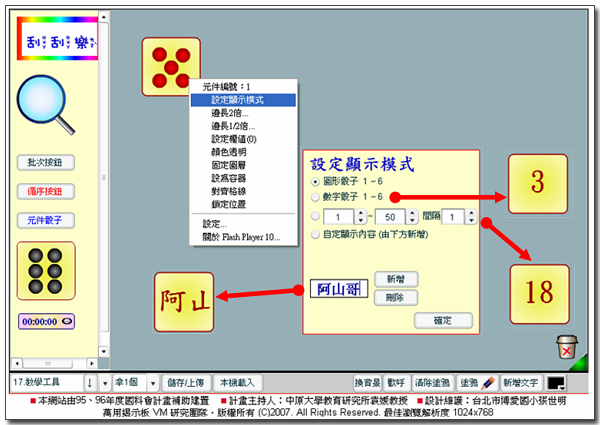 刮刮樂
批次按鈕
循序按鈕
元件骰子
00:00:00
元件編號：1
設定顯示模式
邊長2倍...
邊長1/2倍...
設定權值(0)
顏色透明
固定圖層
設為容器
對齊格線
鎖定位置
設定...
關於 Flash Player 10...
設定顯示模式
圖形骰子 1 ~ 6
數字骰子 1 ~ 6
1 ~ 50 間隔 1
自定顯示內容 (由下方新增)
阿山哥
新增
刪除
確定
3
18
阿山
17.教學工具 拿1個 儲存/上傳 本機載入 換背景 歡呼 清除塗鴉 塗鴉 新增文字
■本網站由95、96年度國科會計畫補助建置 ■計畫主持人：中原大學教育研究所袁媛教授 ■設計維護：台北市博愛國小張世明
萬用揭示板 VM 研究團隊‧版權所有 (C)2007. All Rights Reserved. 最佳瀏覽解析度 1024x768